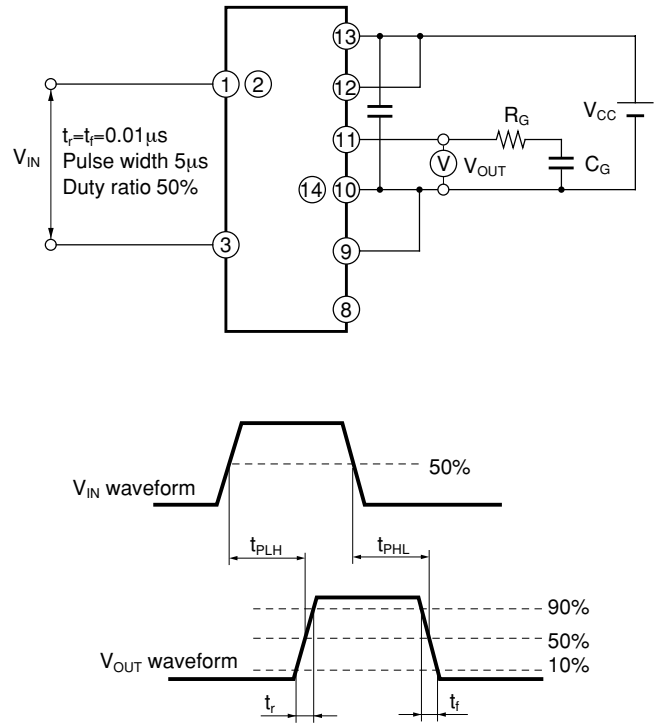 13
12
V_CC
1 2
R_G
t_r=t_f=0.01μs
11
V_IN
Pulse width 5μs
V
V_OUT
C_G
Duty ratio 50%
14 10
3
9
8
50%
V_IN waveform
t_PLH
t_PHL
90%
50%
V_OUT waveform
10%
t_r
t_f